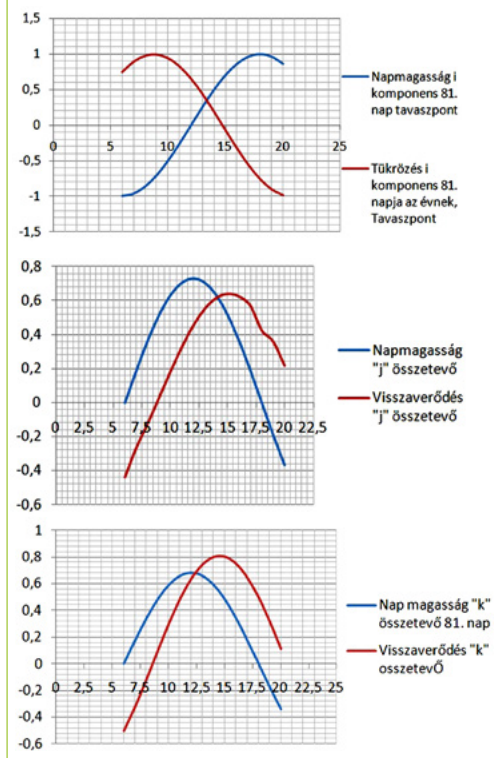 1,5
1
0,5
0
-0,5
-1
-1,5
0 5 10 15 20 25
Napmagasság i
komponens 81.
nap tavaszpont
Tükrözés i
komponens 81.
napja az évnek,
Tavaszpont
0,8
0,6
0,4
0,2
0
-0,2
-0,4
-0,6
0 2,5 5 7,5 10 12,5 15 17,5 20 22,5
Napmagasság
"j" összetevő
Visszaverődés
"j" összetevő
1
0,8
0,6
0,4
0,2
0
-0,2
-0,4
-0,6
0 2,5 5 7,5 10 12,5 15 17,5 20 22,5 25
Nap magasság "k"
összetevő 81. nap
Visszaverődés "k"
osszetevŐ